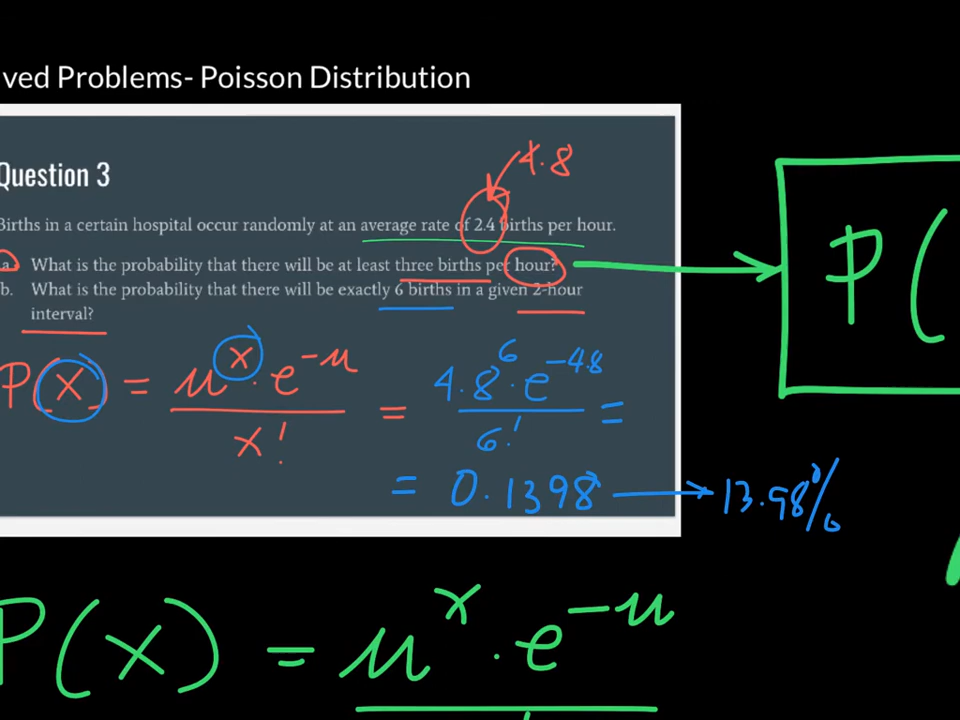 ved Problems- Poisson Distribution
Question 3
4.8
Births in a certain hospital occur randomly at an average rate of 2.4 births per hour.
a. What is the probability that there will be at least three births per hour?
b. What is the probability that there will be exactly 6 births in a given 2-hour
interval?
P(
P(x) = μ^x · e^-μ / x! = 4.8^6 · e^-4.8 / 6! =
= 0.1398 → 13.98%
P(x) = μ^x · e^-μ